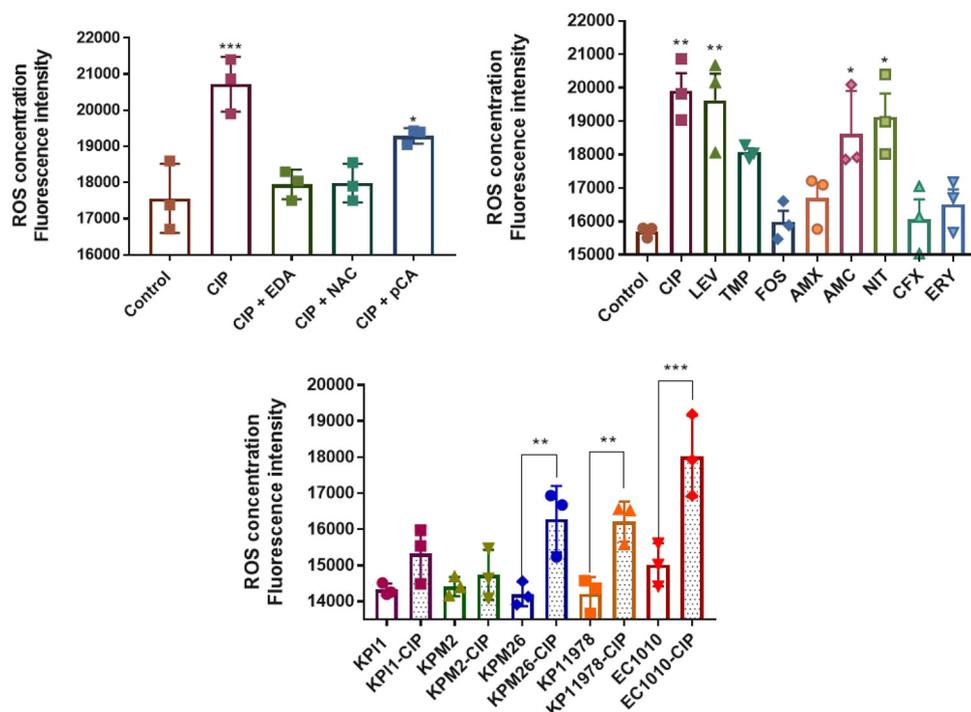 ROS concentration
Fluorescence intensity
22000
21000
20000
19000
18000
17000
16000
***
*
Control
CIP
CIP + EDA
CIP + NAC
CIP + pCA
ROS concentration
Fluorescence intensity
22000
21000
20000
19000
18000
17000
16000
15000
**
**
*
*
Control
CIP
LEV
TMP
FOS
AMX
AMC
NIT
CFX
ERY
ROS concentration
Fluorescence intensity
20000
19000
18000
17000
16000
15000
14000
**
**
***
KPI1
KPI1-CIP
KPM2
KPM2-CIP
KPM26
KPM26-CIP
KP11978
KP11978-CIP
EC1010
EC1010-CIP